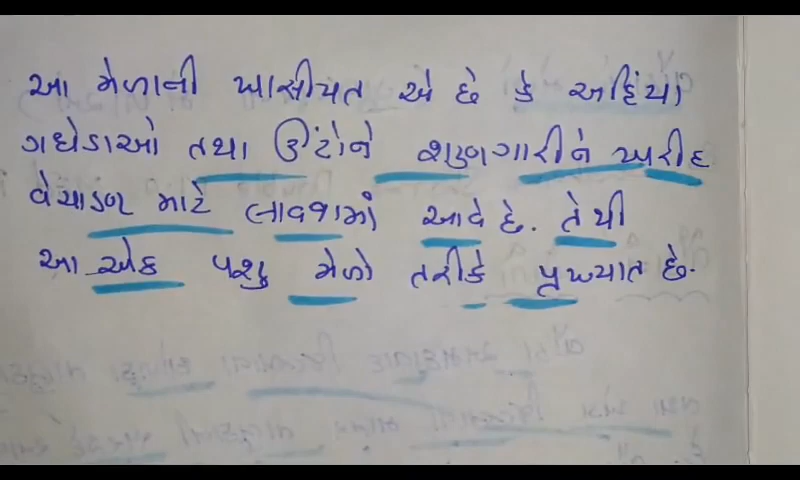 આ મેળાની ખાસીયત એ છે કે અહિંયા
ગધેડાઓ તથા ઊંટોને શણગારીને ખરીદ
વેચાણ માટે લાવવામાં આવે છે. તેથી
આ એક પશુ મેળો તરીકે પ્રખ્યાત છે.